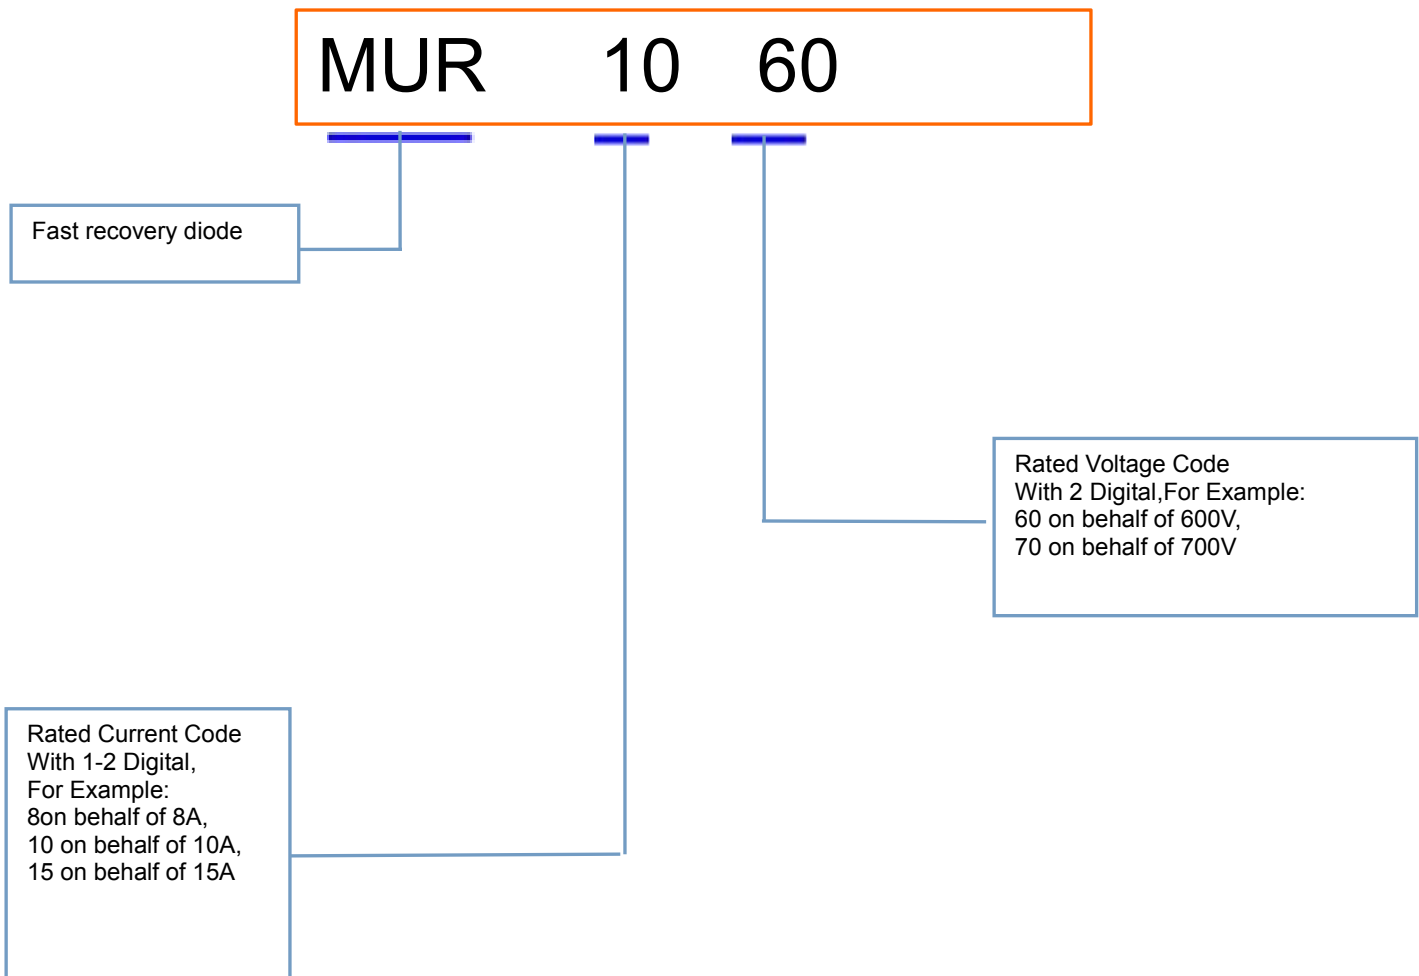 MUR 10 60
Fast recovery diode
Rated Voltage Code
With 2 Digital,For Example:
60 on behalf of 600V,
70 on behalf of 700V
Rated Current Code
With 1-2 Digital,
For Example:
8on behalf of 8A,
10 on behalf of 10A,
15 on behalf of 15A